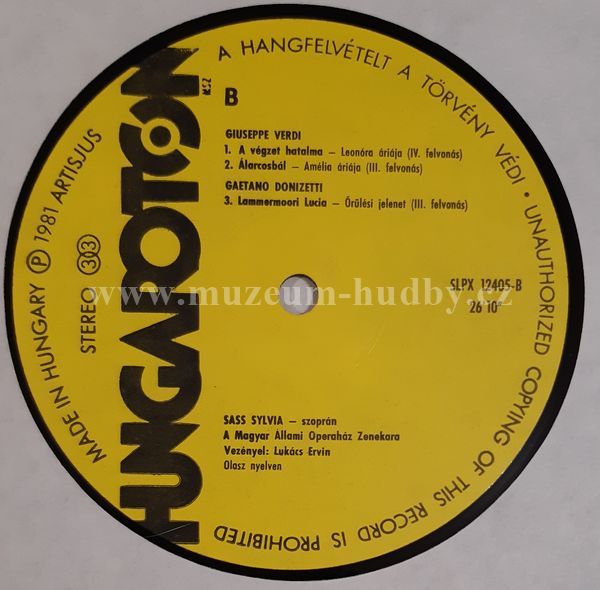 A HANGFELVÉTELT A TÖRVÉNY VÉDI • UNAUTHORIZED COPYING OF THIS RECORD IS PROHIBITED
MADE IN HUNGARY Ⓟ 1981 ARTISJUS
STEREO 303
HUNGAROTON
MSZ
B
GIUSEPPE VERDI
1. A végzet hatalma – Leonóra áriája (IV. felvonás)
2. Álarcosbál – Amélia áriája (III. felvonás)
GAETANO DONIZETTI
3. Lammermoori Lucia – Őrülési jelenet (III. felvonás)
SLPX 12405-B
26'10"
www.muzeum-hudby.cz
SASS SYLVIA – szoprán
A Magyar Állami Operaház Zenekara
Vezényel: Lukács Ervin
Olasz nyelven